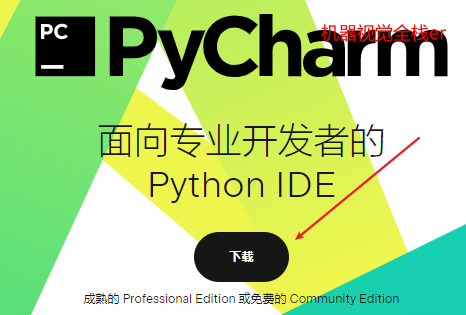 PC
PyCharm
机器视觉全栈er
面向专业开发者的
Python IDE
下载
成熟的 Professional Edition 或免费的 Community Edition